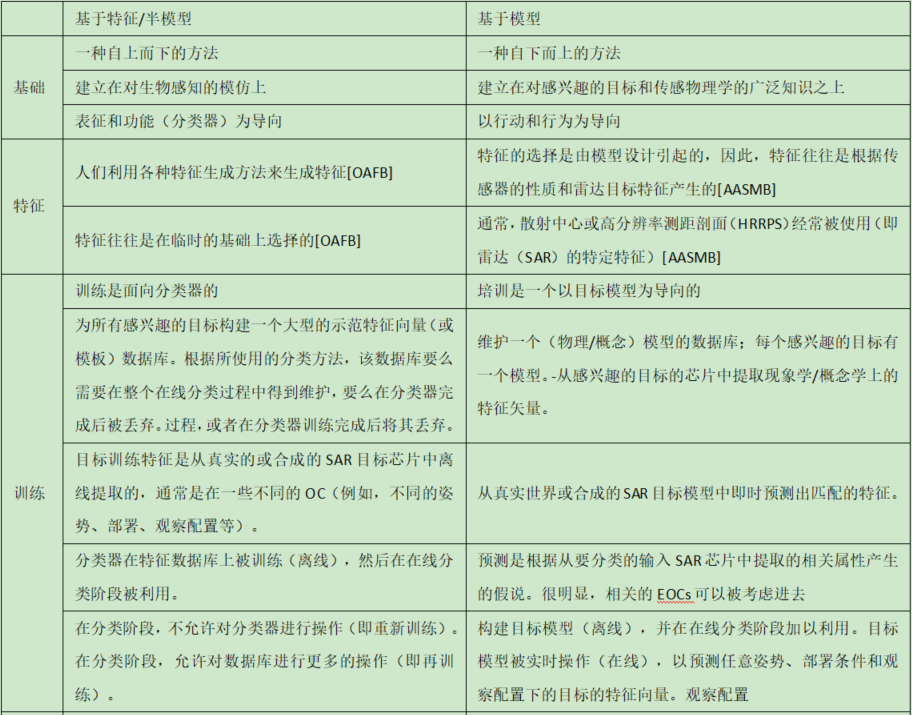 基于特征/半模型
基于模型
基础
一种自上而下的方法
一种自下而上的方法
建立在对生物感知的模仿上
建立在对感兴趣的目标和传感物理学的广泛知识之上
表征和功能（分类器）为导向
以行动和行为为导向
特征
人们利用各种特征生成方法来生成特征[OAFB]
特征的选择是由模型设计引起的，因此，特征往往是根据传
感器的性质和雷达目标特征产生的[AASMB]
特征往往是在临时的基础上选择的[OAFB]
通常，散射中心或高分辨率测距剖面（HRRPS）经常被使用（即
雷达（SAR）的特定特征）[AASMB]
训练
训练是面向分类器的
培训是一个以目标模型为导向的
为所有感兴趣的目标构建一个大型的示范特征向量（或
模板）数据库。根据所使用的分类方法，该数据库要么
需要在整个在线分类过程中得到维护，要么在分类器完
成后被丢弃。过程，或者在分类器训练完成后将其丢弃。
维护一个（物理/概念）模型的数据库；每个感兴趣的目标有
一个模型。-从感兴趣的目标的芯片中提取现象学/概念学上的
特征矢量。
目标训练特征是从真实的或合成的 SAR 目标芯片中离
线提取的，通常是在一些不同的 OC（例如，不同的姿
势、部署、观察配置等）。
从真实世界或合成的 SAR 目标模型中即时预测出匹配的特征。
分类器在特征数据库上被训练（离线），然后在在线分
类阶段被利用。
预测是根据从要分类的输入 SAR 芯片中提取的相关属性产生
的假说。很明显，相关的 EOCs 可以被考虑进去
在分类阶段，不允许对分类器进行操作（即重新训练）。
在分类阶段，允许对数据库进行更多的操作（即再训
练）。
构建目标模型（离线），并在在线分类阶段加以利用。目标
模型被实时操作（在线），以预测任意姿势、部署条件和观
察配置下的目标的特征向量。观察配置